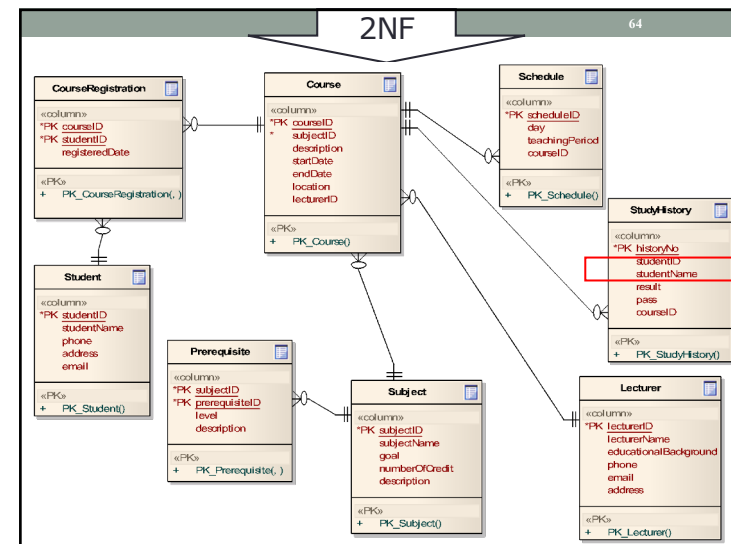 2NF
64
CourseRegistration
«column»
*PK courseID
*PK studentID
registeredDate
«PK»
+ PK_CourseRegistration(, )
Course
«column»
*PK courseID
* subjectID
description
startDate
endDate
location
lecturerID
«PK»
+ PK_Course()
Schedule
«column»
*PK scheduleID
day
teachingPeriod
courseID
«PK»
+ PK_Schedule()
StudyHistory
«column»
*PK historyNo
studentID
studentName
result
pass
courseID
«PK»
+ PK_StudyHistory()
Student
«column»
*PK studentID
studentName
phone
address
email
«PK»
+ PK_Student()
Prerequisite
«column»
*PK subjectID
*PK prerequisiteID
level
description
«PK»
+ PK_Prerequisite(, )
Subject
«column»
*PK subjectID
subjectName
goal
numberOfCredit
description
«PK»
+ PK_Subject()
Lecturer
«column»
*PK lecturerID
lecturerName
educationalBackground
phone
email
address
«PK»
+ PK_Lecturer()